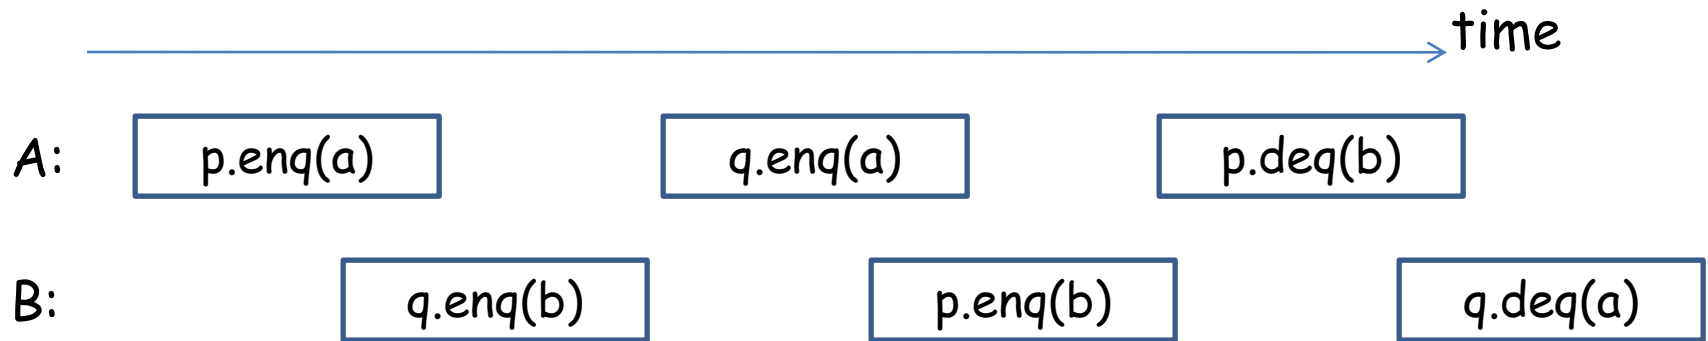 time
A: p.enq(a) q.enq(a) p.deq(b)
B: q.enq(b) p.enq(b) q.deq(a)